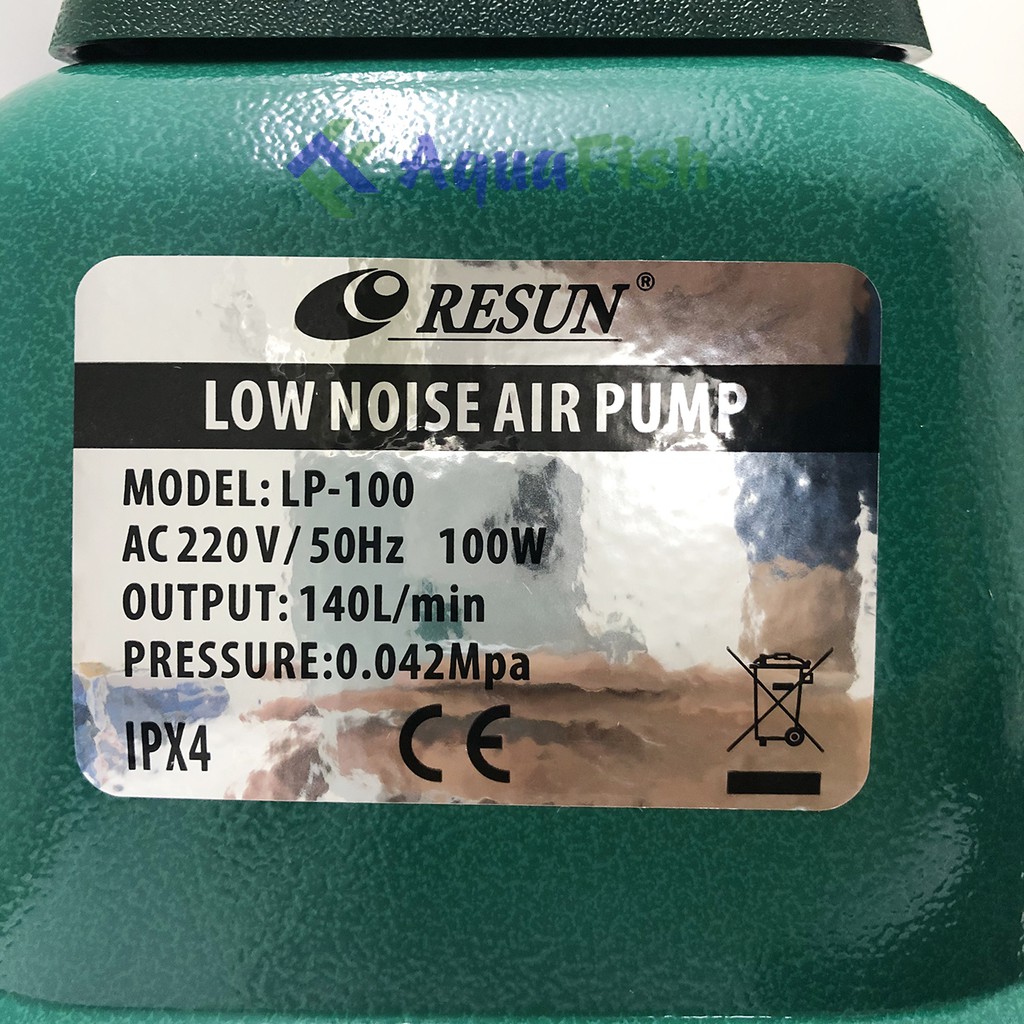 AquaFish
RESUN®
LOW NOISE AIR PUMP
MODEL: LP-100
AC 220 V/ 50Hz 100W
OUTPUT: 140L/min
PRESSURE:0.042Mpa
IPX4 CE